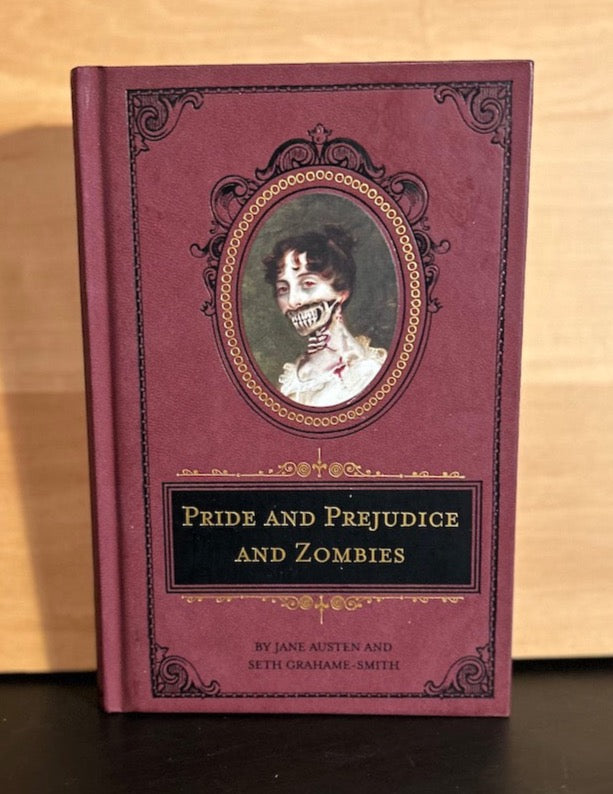 PRIDE AND PREJUDICE
AND ZOMBIES
BY JANE AUSTEN AND
SETH GRAHAME-SMITH